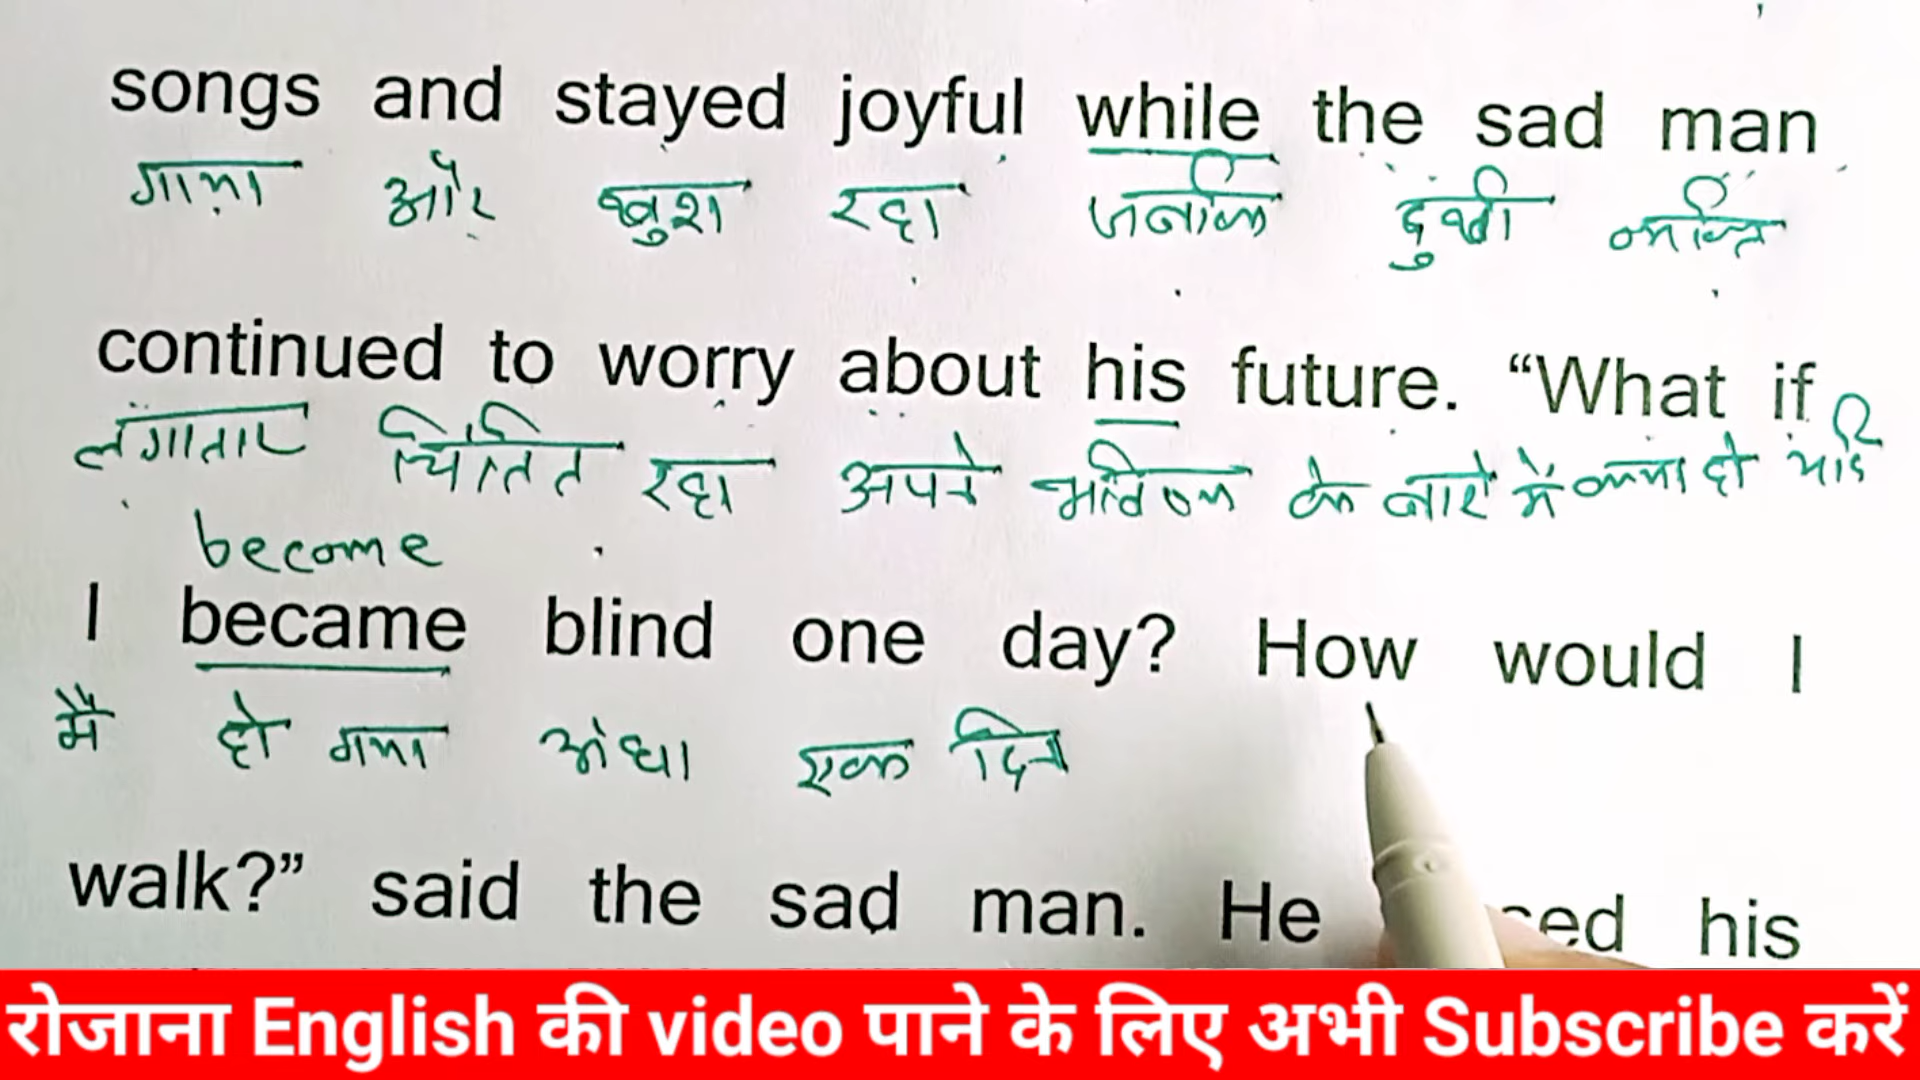 songs and stayed joyful while the sad man
गाना और खुश रहा जबकि दुखी व्यक्ति
continued to worry about his future. “What if
लगातार चिंतित रहा अपने भविष्य के बारे में क्या हो यदि
become
I became blind one day? How would I
मैं हो गया अंधा एक दिन
walk?” said the sad man. He his
रोजाना English की video पाने के लिए अभी Subscribe करें